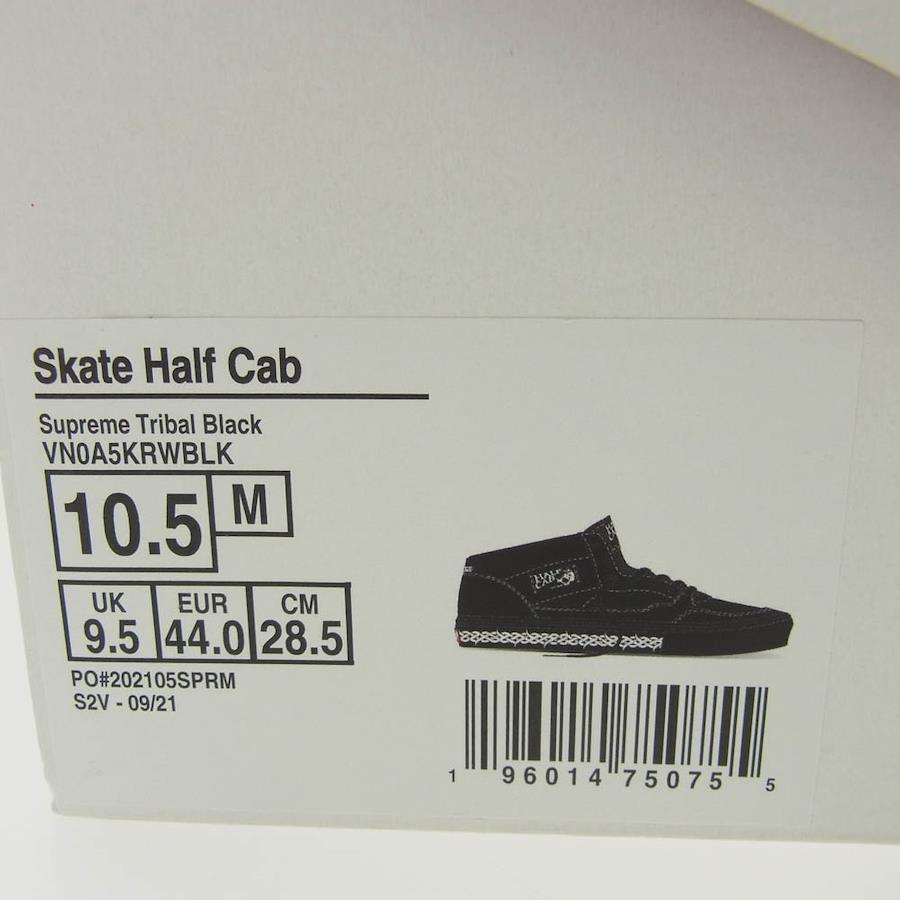 Skate Half Cab
Supreme Tribal Black
VN0A5KRWBLK
10.5 M
UK EUR CM
9.5 44.0 28.5
PO#202105SPRM
S2V - 09/21
1 96014 75075 5